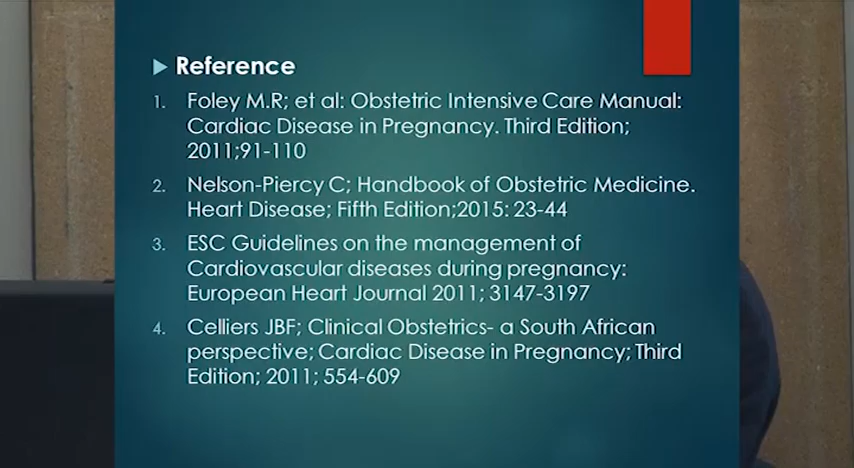 Reference
1. Foley M.R; et al: Obstetric Intensive Care Manual:
Cardiac Disease in Pregnancy. Third Edition;
2011;91-110
2. Nelson-Piercy C; Handbook of Obstetric Medicine.
Heart Disease; Fifth Edition;2015: 23-44
3. ESC Guidelines on the management of
Cardiovascular diseases during pregnancy:
European Heart Journal 2011; 3147-3197
4. Celliers JBF; Clinical Obstetrics- a South African
perspective; Cardiac Disease in Pregnancy; Third
Edition; 2011; 554-609